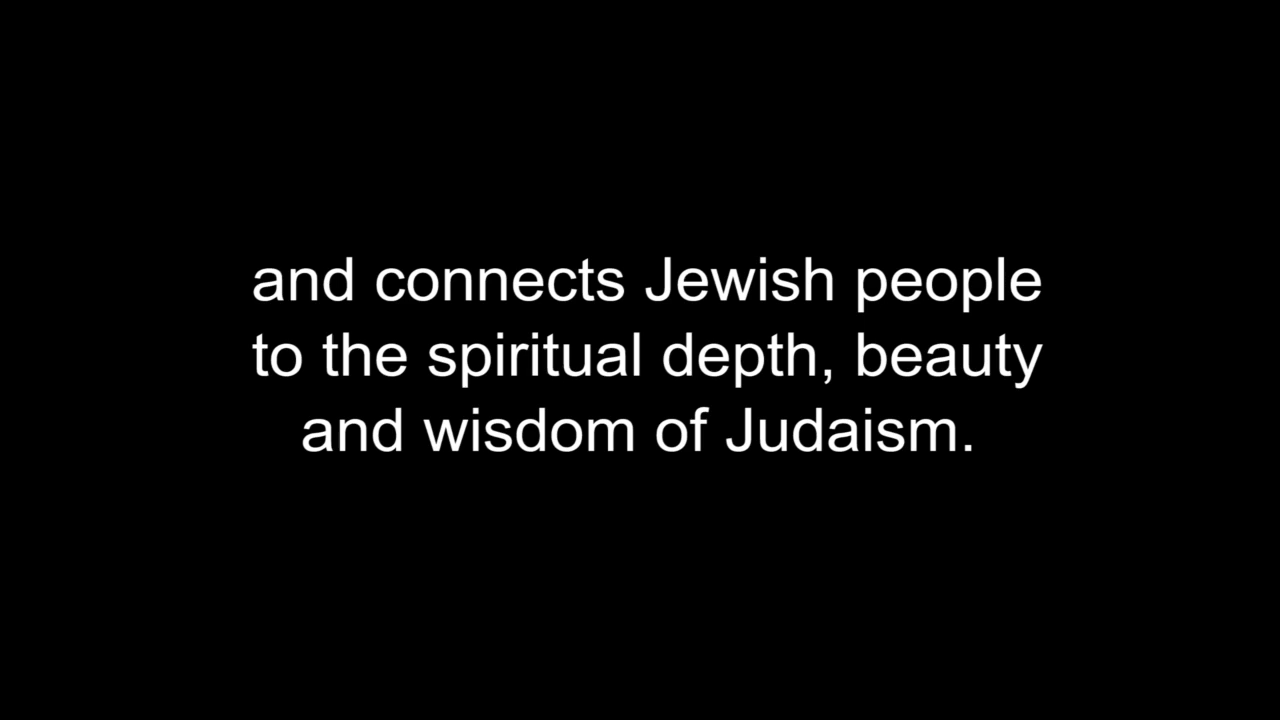 and connects Jewish people
to the spiritual depth, beauty
and wisdom of Judaism.